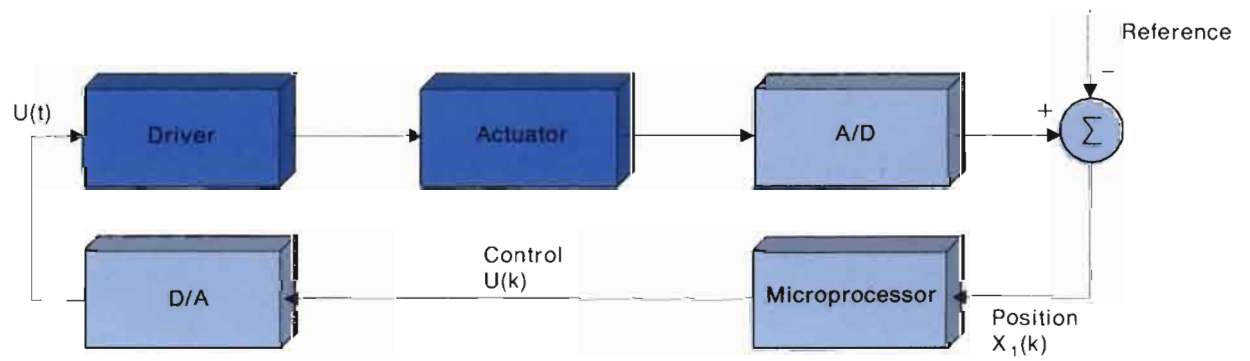 Reference
−
U(t)
+
Driver
Actuator
A/D
Σ
Control
U(k)
D/A
Microprocessor
Position
X₁(k)